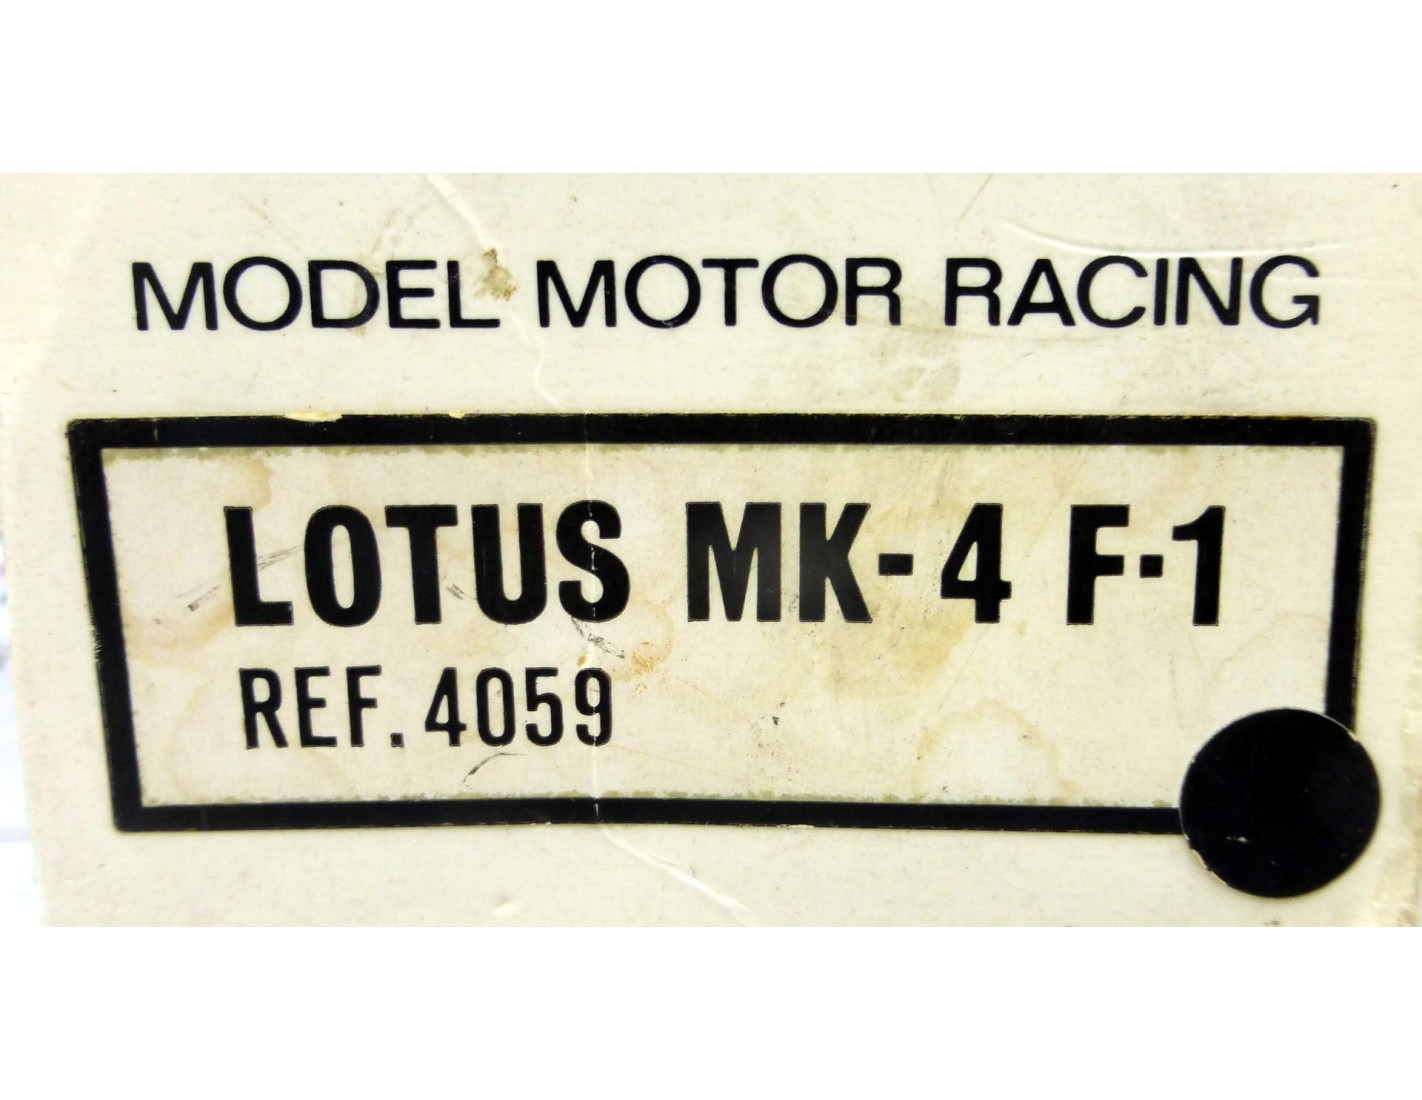 MODEL MOTOR RACING
LOTUS MK-4 F·1
REF. 4059